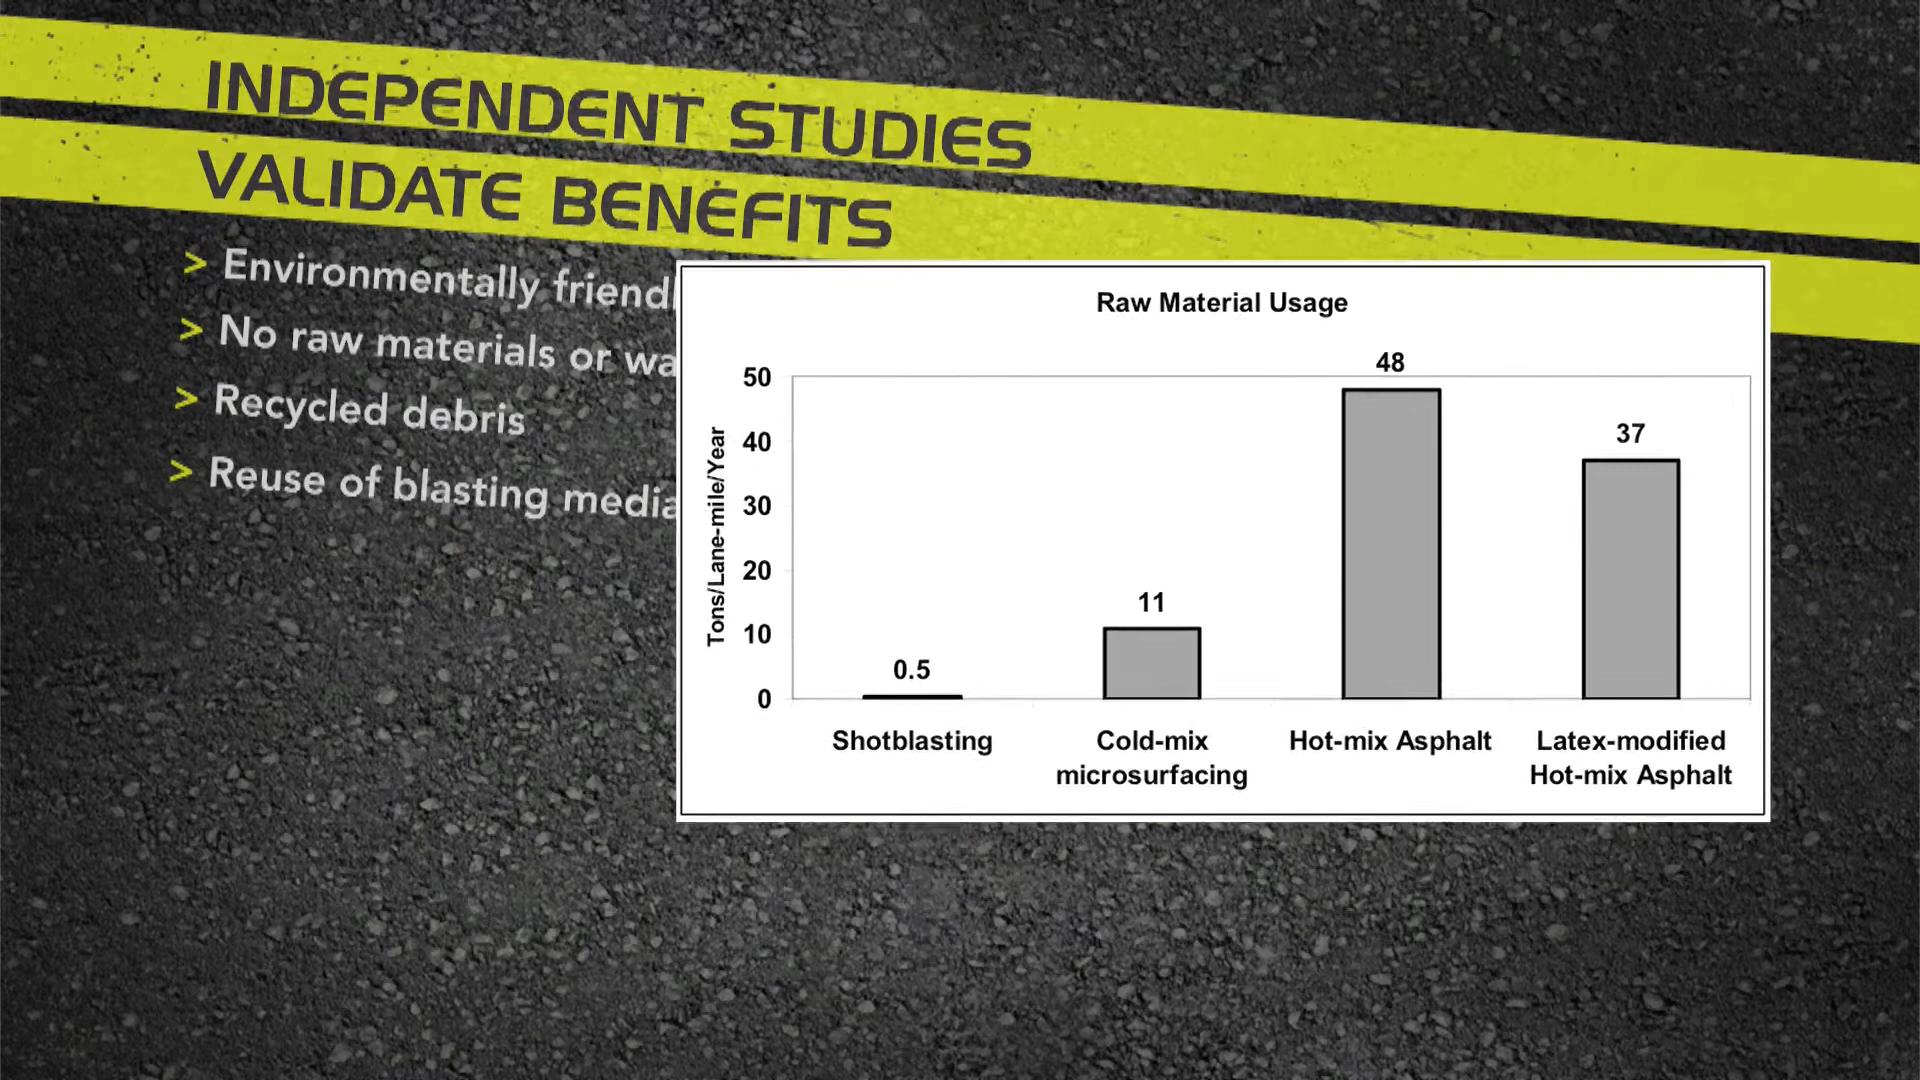 INDEPENDENT STUDIES
VALIDATE BENEFITS
> Environmentally
> No raw materials or
> Recycled debris
> Reuse of blasting media
Raw Material Usage
Tons/Lane-mile/Year
50
40
30
20
10
0
0.5
11
48
37
Shotblasting
Cold-mix
microsurfacing
Hot-mix Asphalt
Latex-modified
Hot-mix Asphalt